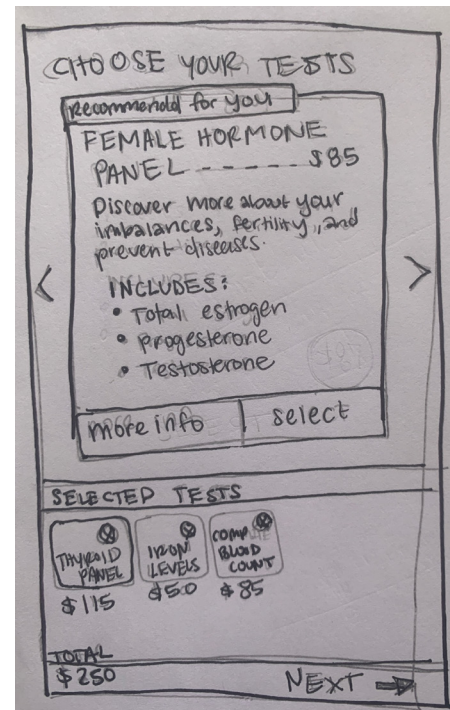 CHOOSE YOUR TESTS
Recommended for you
FEMALE HORMONE
PANEL ------ $85
Discover more about your
imbalances, fertility, and
prevent diseases.
INCLUDES:
• Total estrogen
• Progesterone
• Testosterone
<
>
more info
select
SELECTED TESTS
THYROID
PANEL
$115
IRON
LEVELS
$50
COMP
BLOOD
COUNT
$85
TOTAL
$250
NEXT →